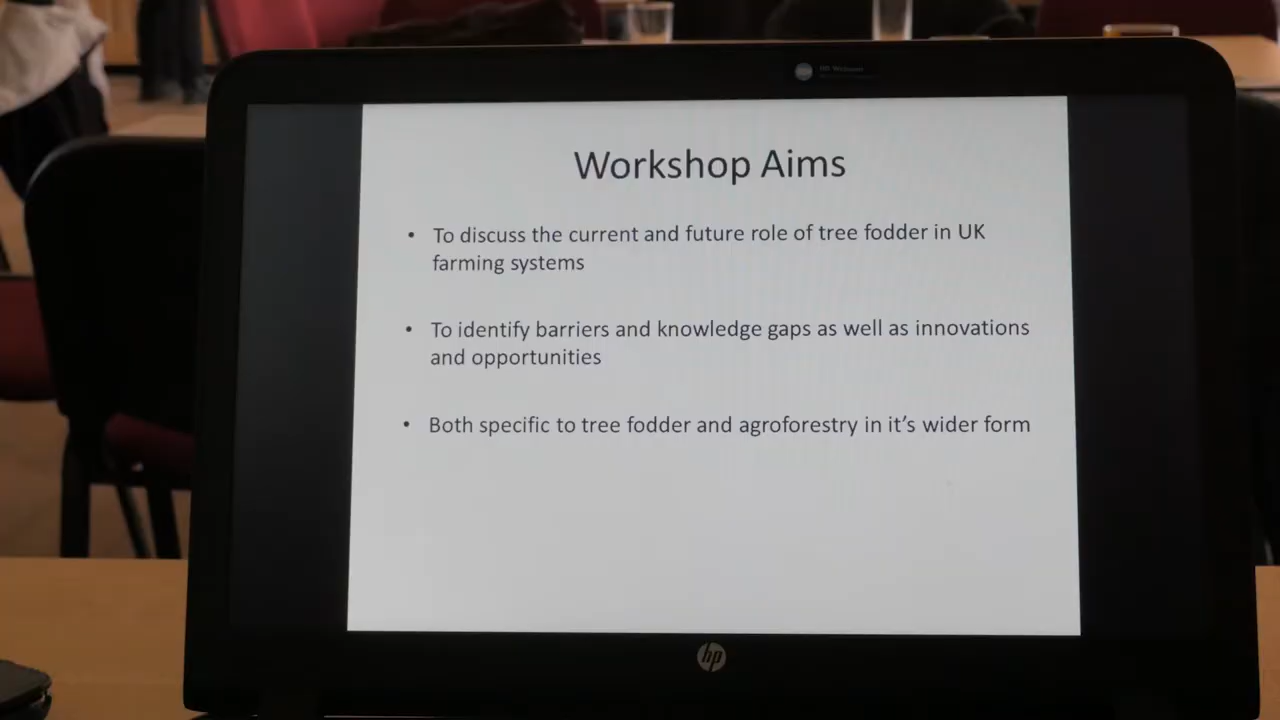 Workshop Aims
• To discuss the current and future role of tree fodder in UK
farming systems
• To identify barriers and knowledge gaps as well as innovations
and opportunities
• Both specific to tree fodder and agroforestry in it's wider form
hp